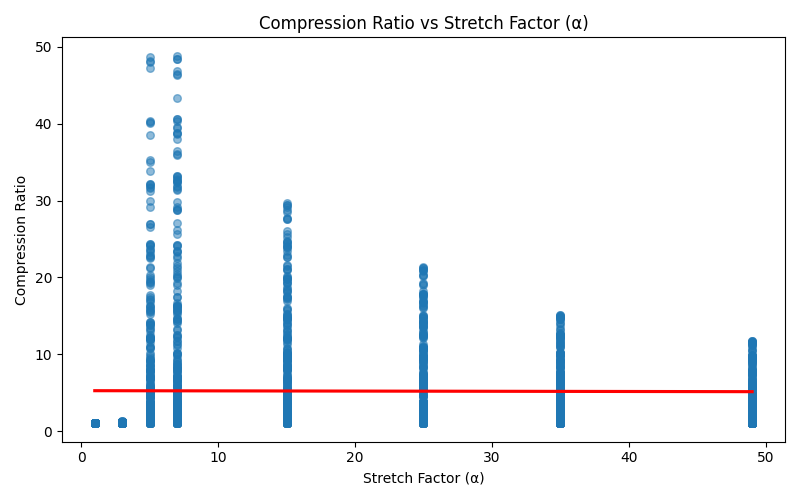 Compression Ratio vs Stretch Factor (α)
Compression Ratio
50
40
30
20
10
0
0 10 20 30 40 50
Stretch Factor (α)